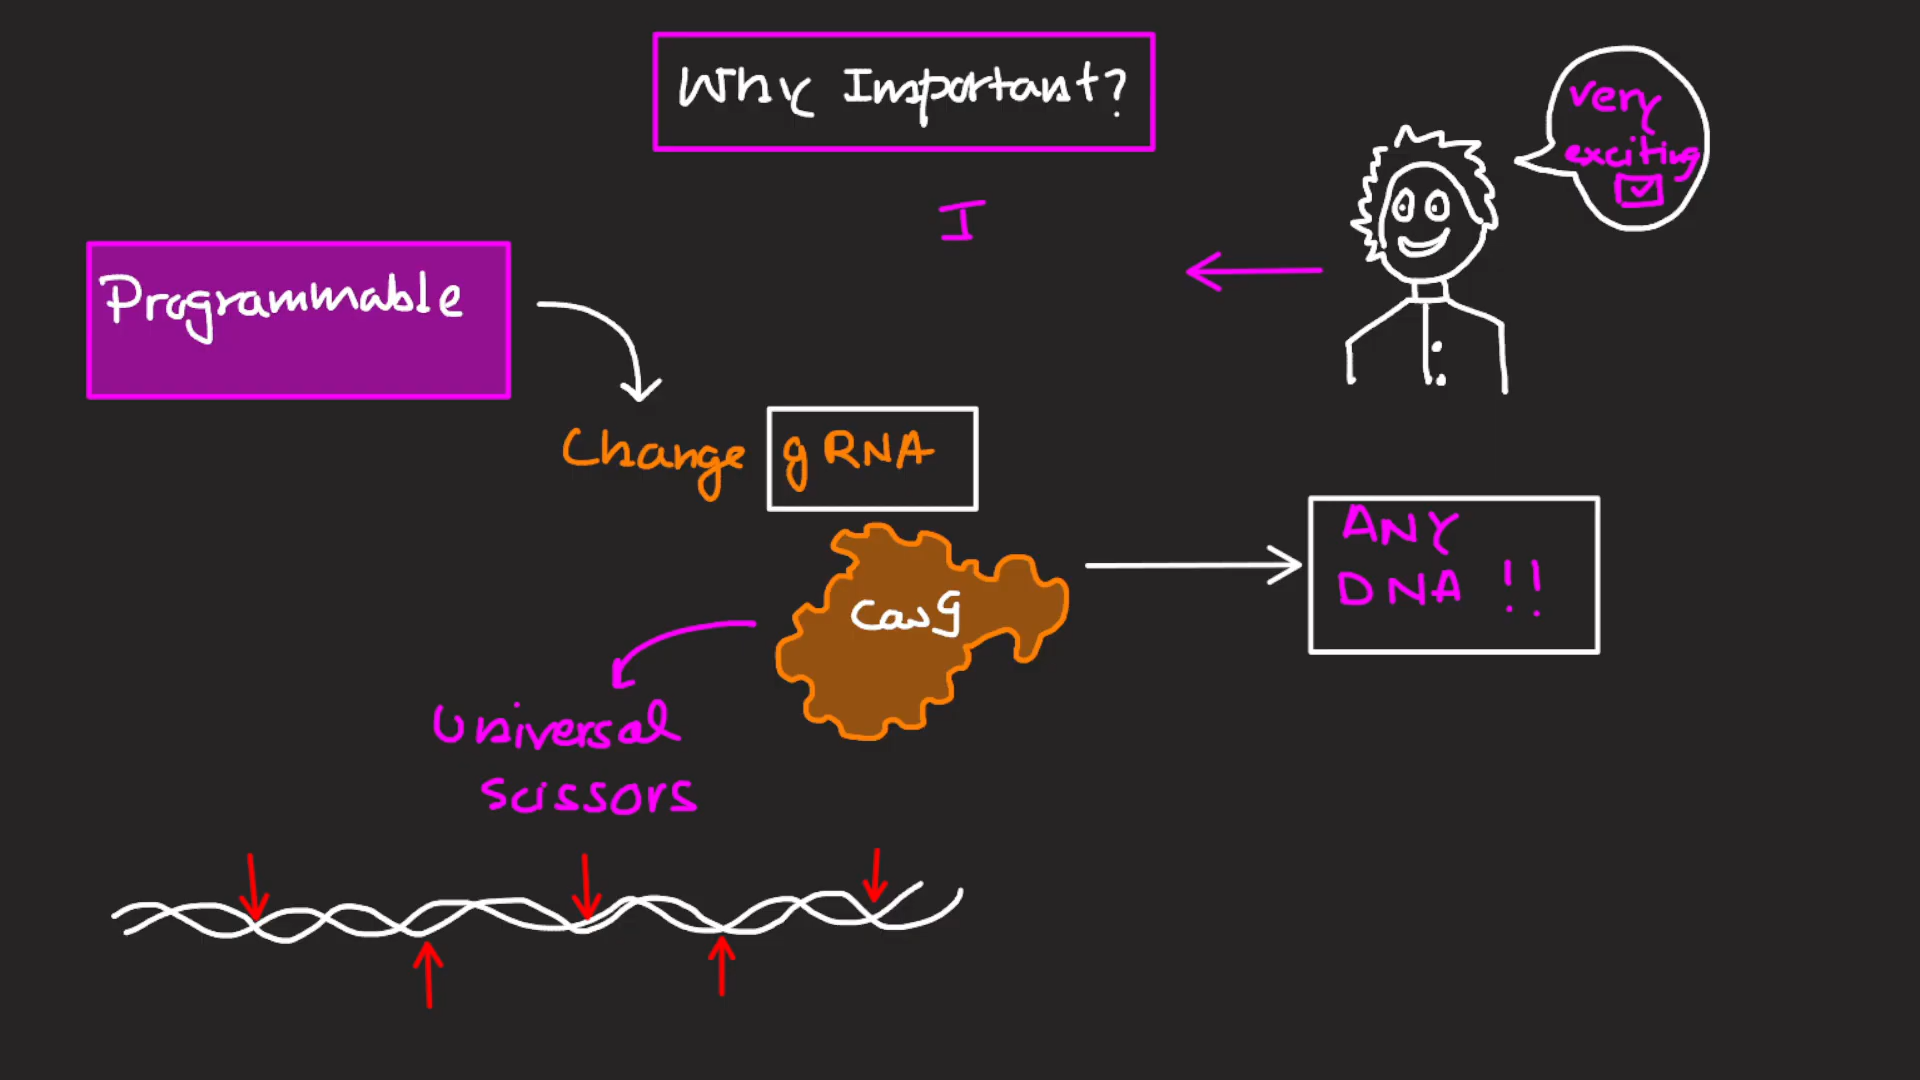 Why Important?
very
exciting
I
Programmable
Change gRNA
ANY
DNA !!
Cas9
Universal
scissors